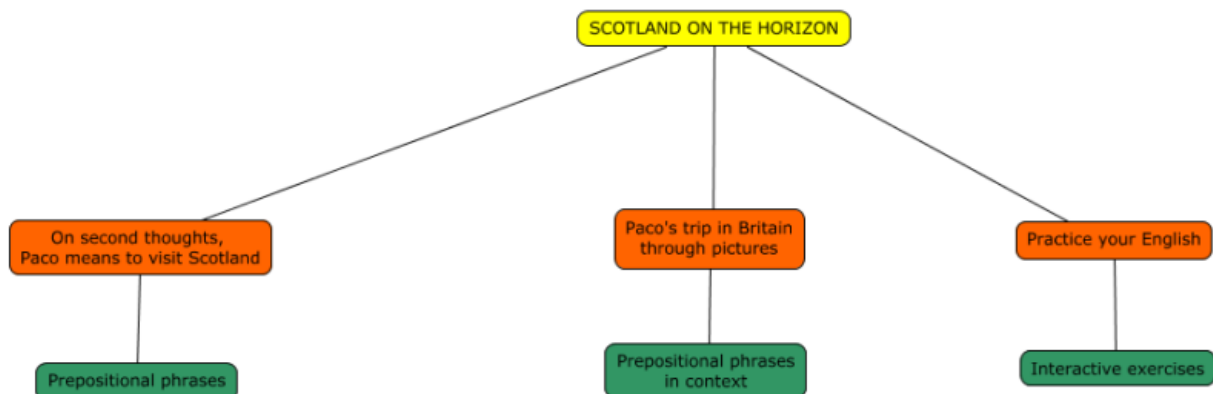 SCOTLAND ON THE HORIZON
On second thoughts,
Paco means to visit Scotland
Paco's trip in Britain
through pictures
Practice your English
Prepositional phrases
Prepositional phrases
in context
Interactive exercises